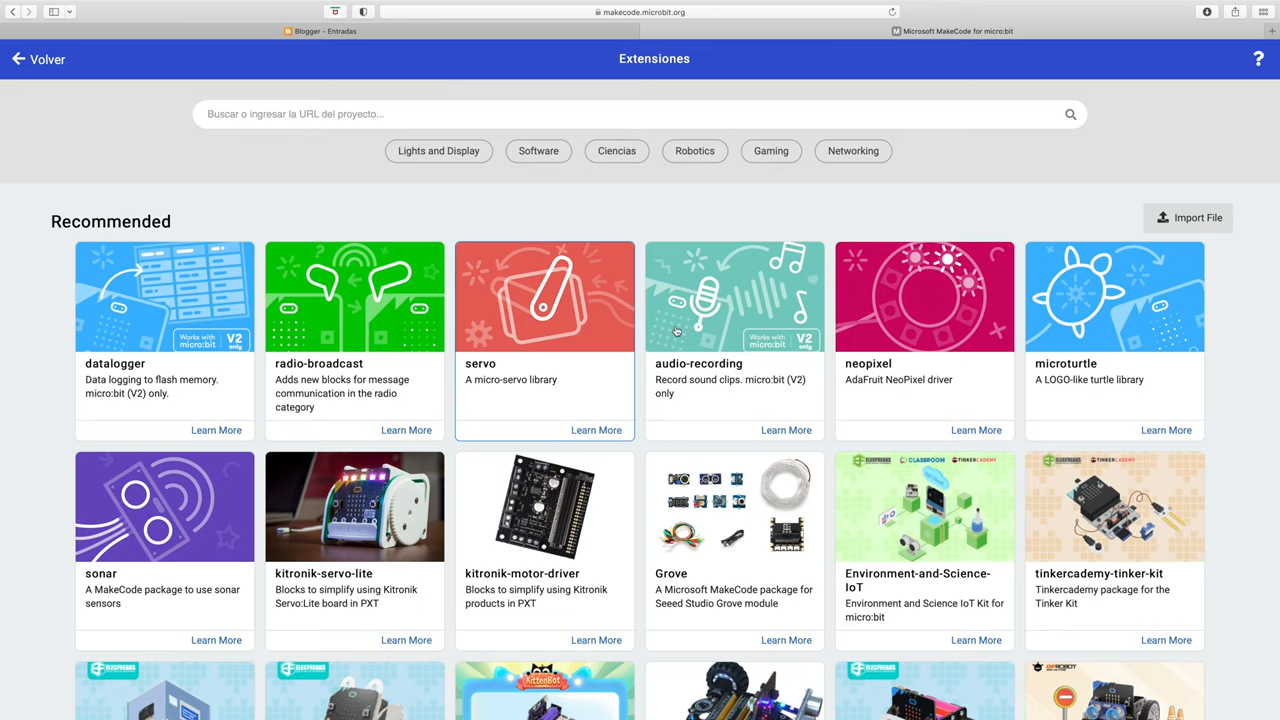 makecode.microbit.org
Blogger - Entradas
Microsoft MakeCode for micro:bit
Volver
Extensiones
?
Buscar o ingresar la URL del proyecto...
Lights and Display
Software
Ciencias
Robotics
Gaming
Networking
Recommended
Import File
Works with
micro:bit
V2
only
datalogger
Data logging to flash memory.
micro:bit (V2) only.
Learn More
radio-broadcast
Adds new blocks for message
communication in the radio
category
Learn More
servo
A micro-servo library
Learn More
Works with
micro:bit
V2
only
audio-recording
Record sound clips. micro:bit (V2)
only
Learn More
neopixel
AdaFruit NeoPixel driver
Learn More
microturtle
A LOGO-like turtle library
Learn More
sonar
A MakeCode package to use sonar
sensors
Learn More
kitronik-servo-lite
Blocks to simplify using Kitronik
Servo:Lite board in PXT
Learn More
kitronik-motor-driver
Blocks to simplify using Kitronik
products in PXT
Learn More
Grove
A Microsoft MakeCode package for
Seeed Studio Grove module
Learn More
ELECFREAKS
CLASSROOM
TINKERCADEMY
Environment-and-Science-
IoT
Environment and Science IoT Kit for
micro:bit
Learn More
ELECFREAKS
TINKERCADEMY
tinkercademy-tinker-kit
Tinkercademy package for the
Tinker Kit
Learn More
ELECFREAKS
ELECFREAKS
KittenBot
ELECFREAKS
DFROBOT